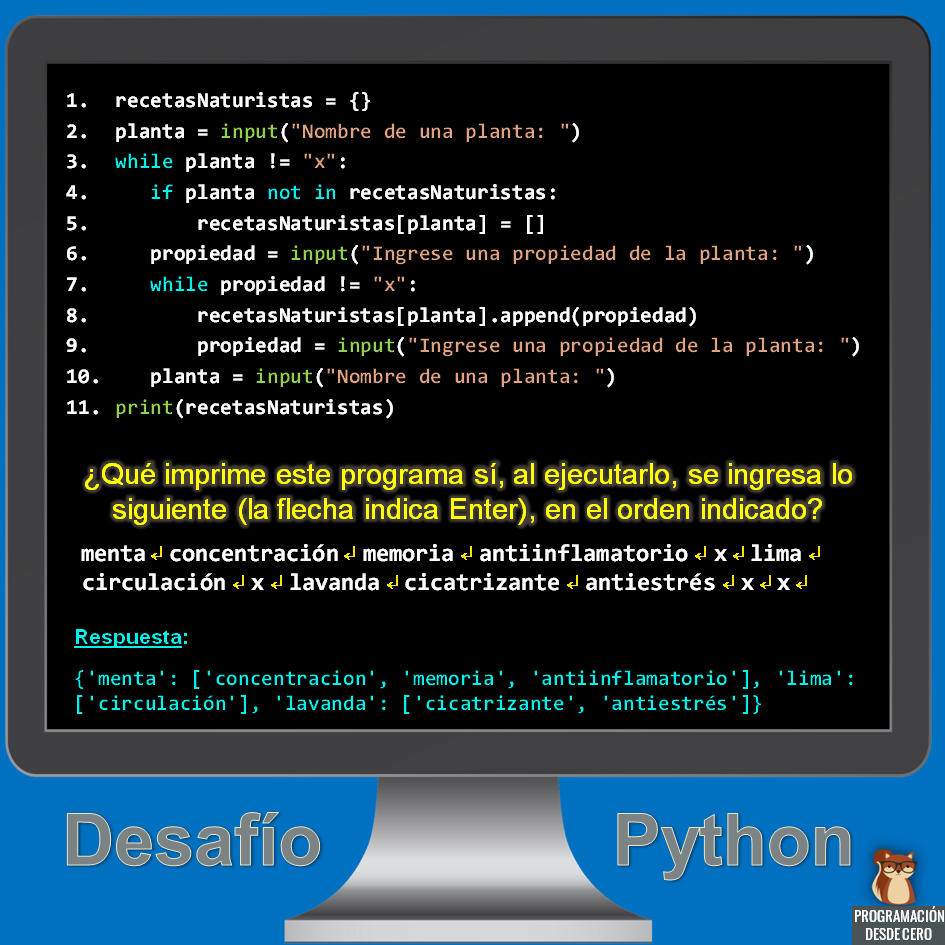 1. recetasNaturistas = {}
2. planta = input("Nombre de una planta: ")
3. while planta != "x":
4. if planta not in recetasNaturistas:
5. recetasNaturistas[planta] = []
6. propiedad = input("Ingrese una propiedad de la planta: ")
7. while propiedad != "x":
8. recetasNaturistas[planta].append(propiedad)
9. propiedad = input("Ingrese una propiedad de la planta: ")
10. planta = input("Nombre de una planta: ")
11. print(recetasNaturistas)
¿Qué imprime este programa sí, al ejecutarlo, se ingresa lo
siguiente (la flecha indica Enter), en el orden indicado?
menta ↲ concentración ↲ memoria ↲ antiinflamatorio ↲ x ↲ lima ↲
circulación ↲ x ↲ lavanda ↲ cicatrizante ↲ antiestrés ↲ x ↲ x ↲
Respuesta:
{'menta': ['concentracion', 'memoria', 'antiinflamatorio'], 'lima':
['circulación'], 'lavanda': ['cicatrizante', 'antiestrés']}
Desafío Python
PROGRAMACIÓN
DESDE CERO